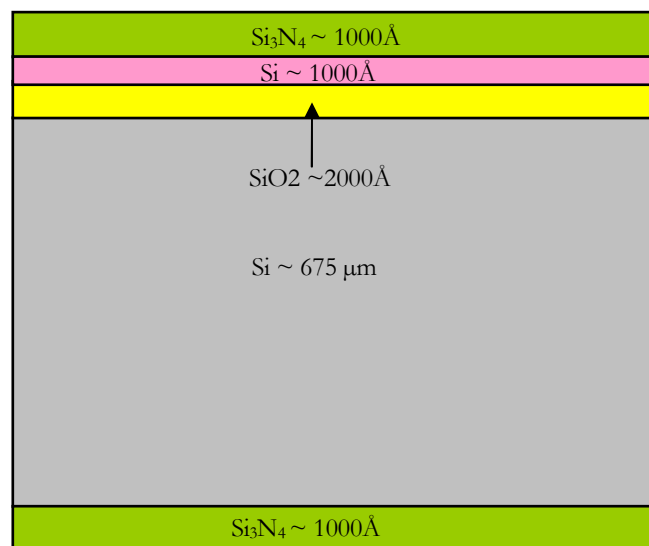 Si₃N₄ ~ 1000Å
Si ~ 1000Å
SiO2 ~2000Å
Si ~ 675 µm
Si₃N₄ ~ 1000Å